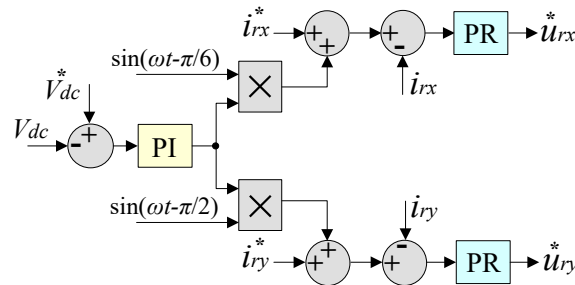 i*rx
+
+
+
-
PR
u*rx
sin(ωt-π/6)
×
irx
V*dc
Vdc
+
-
PI
sin(ωt-π/2)
×
iry
i*ry
+
+
-
+
PR
u*ry